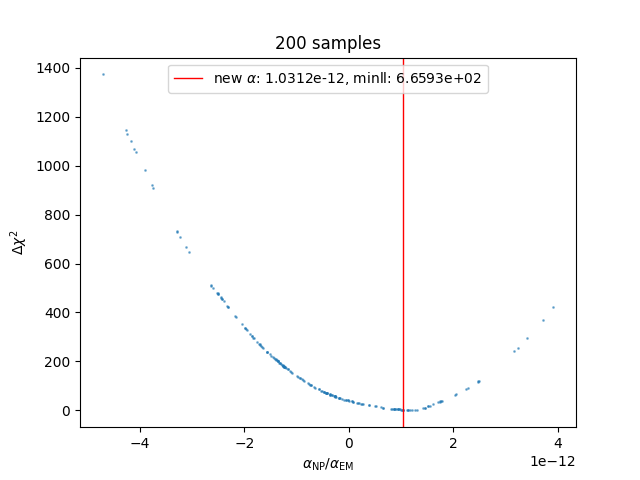 200 samples
new α: 1.0312e-12, minll: 6.6593e+02
1400
1200
1000
800
600
400
200
0
Δχ²
−4 −2 0 2 4
1e−12
α_NP/α_EM